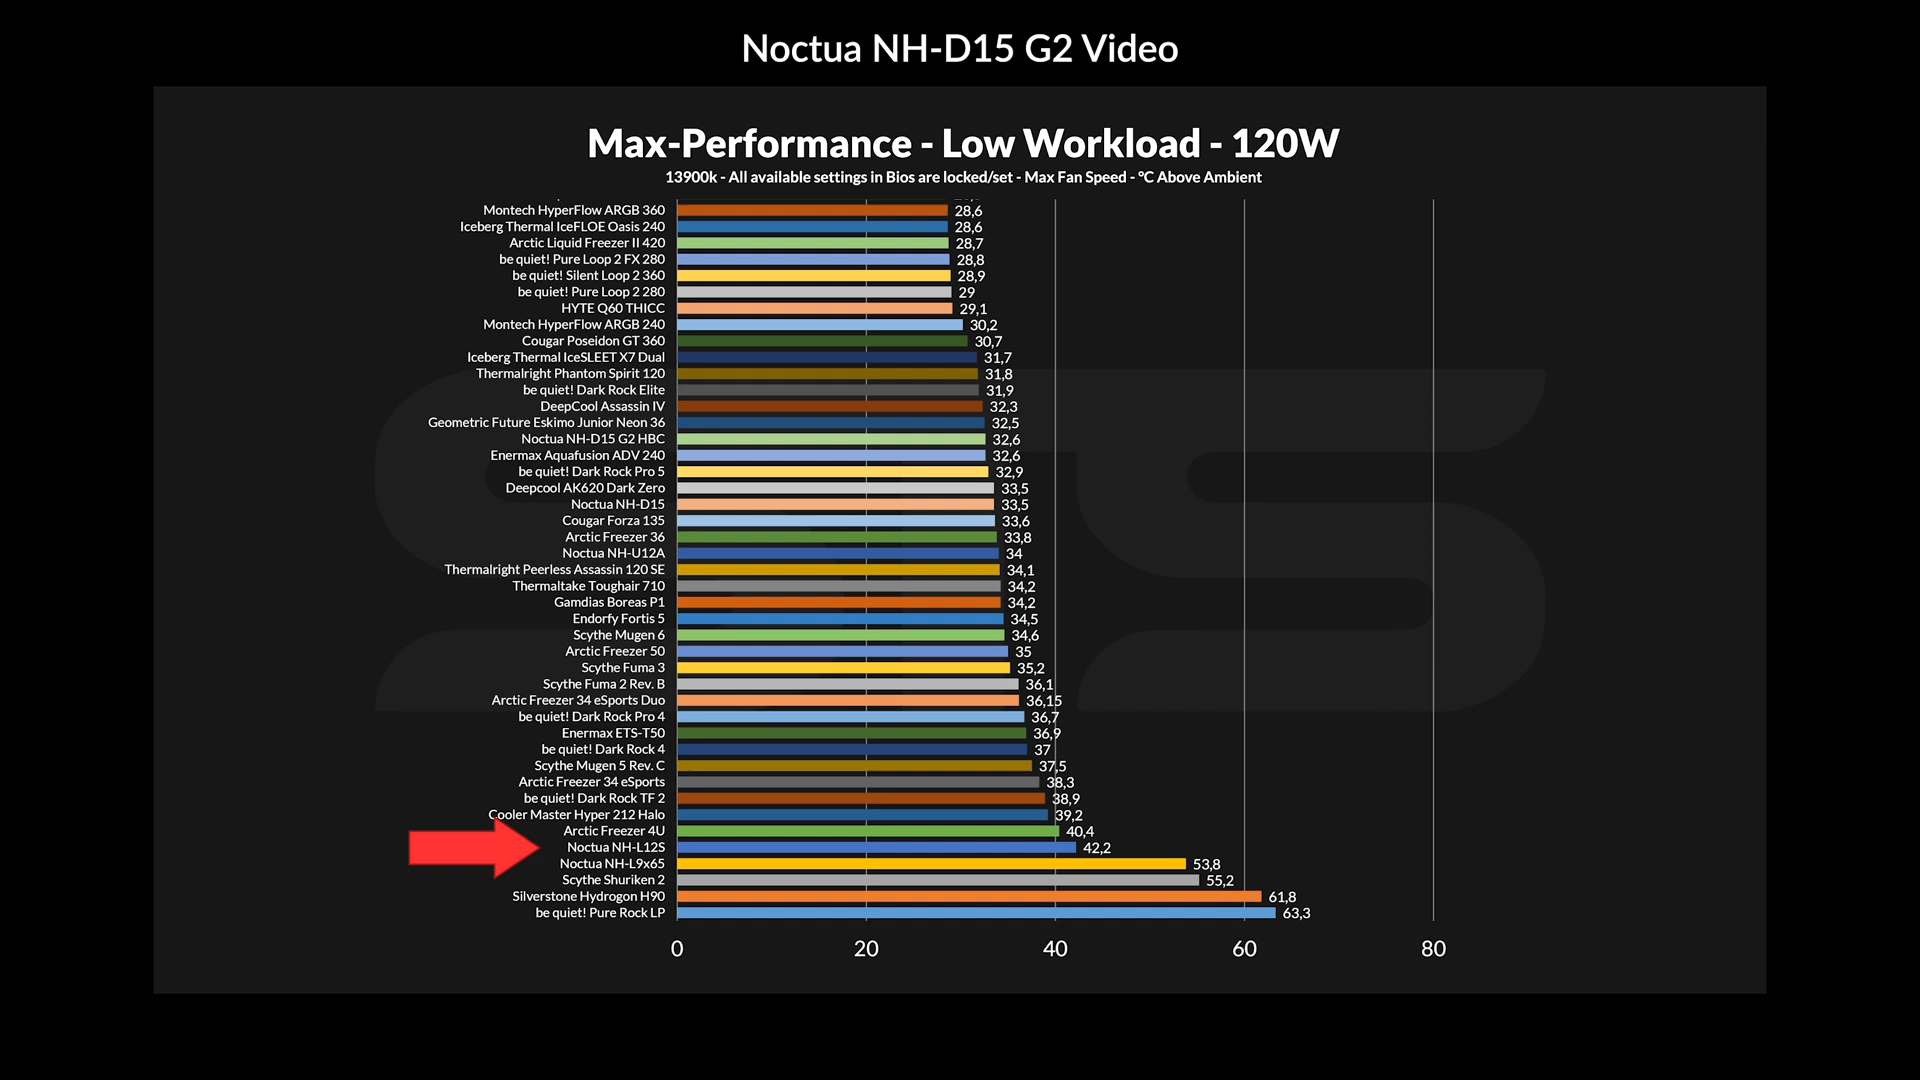 Noctua NH-D15 G2 Video
Max-Performance - Low Workload - 120W
13900k - All available settings in Bios are locked/set - Max Fan Speed - °C Above Ambient
Montech HyperFlow ARGB 360 28,6
Iceberg Thermal IceFLOE Oasis 240 28,6
Arctic Liquid Freezer II 420 28,7
be quiet! Pure Loop 2 FX 280 28,8
be quiet! Silent Loop 2 360 28,9
be quiet! Pure Loop 2 280 29
HYTE Q60 THICC 29,1
Montech HyperFlow ARGB 240 30,2
Cougar Poseidon GT 360 30,7
Iceberg Thermal IceSLEET X7 Dual 31,7
Thermalright Phantom Spirit 120 31,8
be quiet! Dark Rock Elite 31,9
DeepCool Assassin IV 32,3
Geometric Future Eskimo Junior Neon 36 32,5
Noctua NH-D15 G2 HBC 32,6
Enermax Aquafusion ADV 240 32,6
be quiet! Dark Rock Pro 5 32,9
Deepcool AK620 Dark Zero 33,5
Noctua NH-D15 33,5
Cougar Forza 135 33,6
Arctic Freezer 36 33,8
Noctua NH-U12A 34
Thermalright Peerless Assassin 120 SE 34,1
Thermaltake Toughair 710 34,2
Gamdias Boreas P1 34,2
Endorfy Fortis 5 34,5
Scythe Mugen 6 34,6
Arctic Freezer 50 35
Scythe Fuma 3 35,2
Scythe Fuma 2 Rev. B 36,1
Arctic Freezer 34 eSports Duo 36,15
be quiet! Dark Rock Pro 4 36,7
Enermax ETS-T50 36,9
be quiet! Dark Rock 4 37
Scythe Mugen 5 Rev. C 37,5
Arctic Freezer 34 eSports 38,3
be quiet! Dark Rock TF 2 38,9
Cooler Master Hyper 212 Halo 39,2
Arctic Freezer 4U 40,4
Noctua NH-L12S 42,2
Noctua NH-L9x65 53,8
Scythe Shuriken 2 55,2
Silverstone Hydrogon H90 61,8
be quiet! Pure Rock LP 63,3
0 20 40 60 80